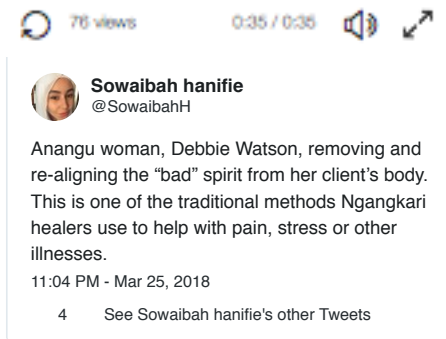 76 views 0:35 / 0:35
Sowaibah hanifie
@SowaibahH
Anangu woman, Debbie Watson, removing and
re-aligning the “bad” spirit from her client’s body.
This is one of the traditional methods Ngangkari
healers use to help with pain, stress or other
illnesses.
11:04 PM - Mar 25, 2018
4 See Sowaibah hanifie's other Tweets